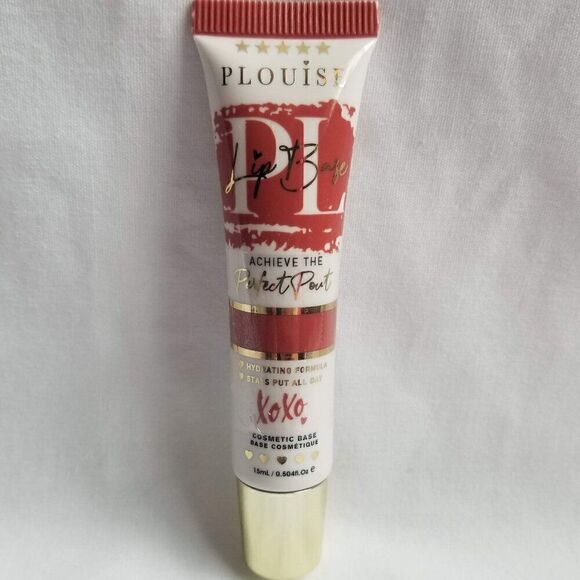 PLOUiSE
PL
Lip Base
ACHIEVE THE
Perfect Pout
HYDRATING FORMULA
STAYS PUT ALL DAY
xoxo
COSMETIC BASE
BASE COSMÉTIQUE
15mL / 0.504fl.Oz e